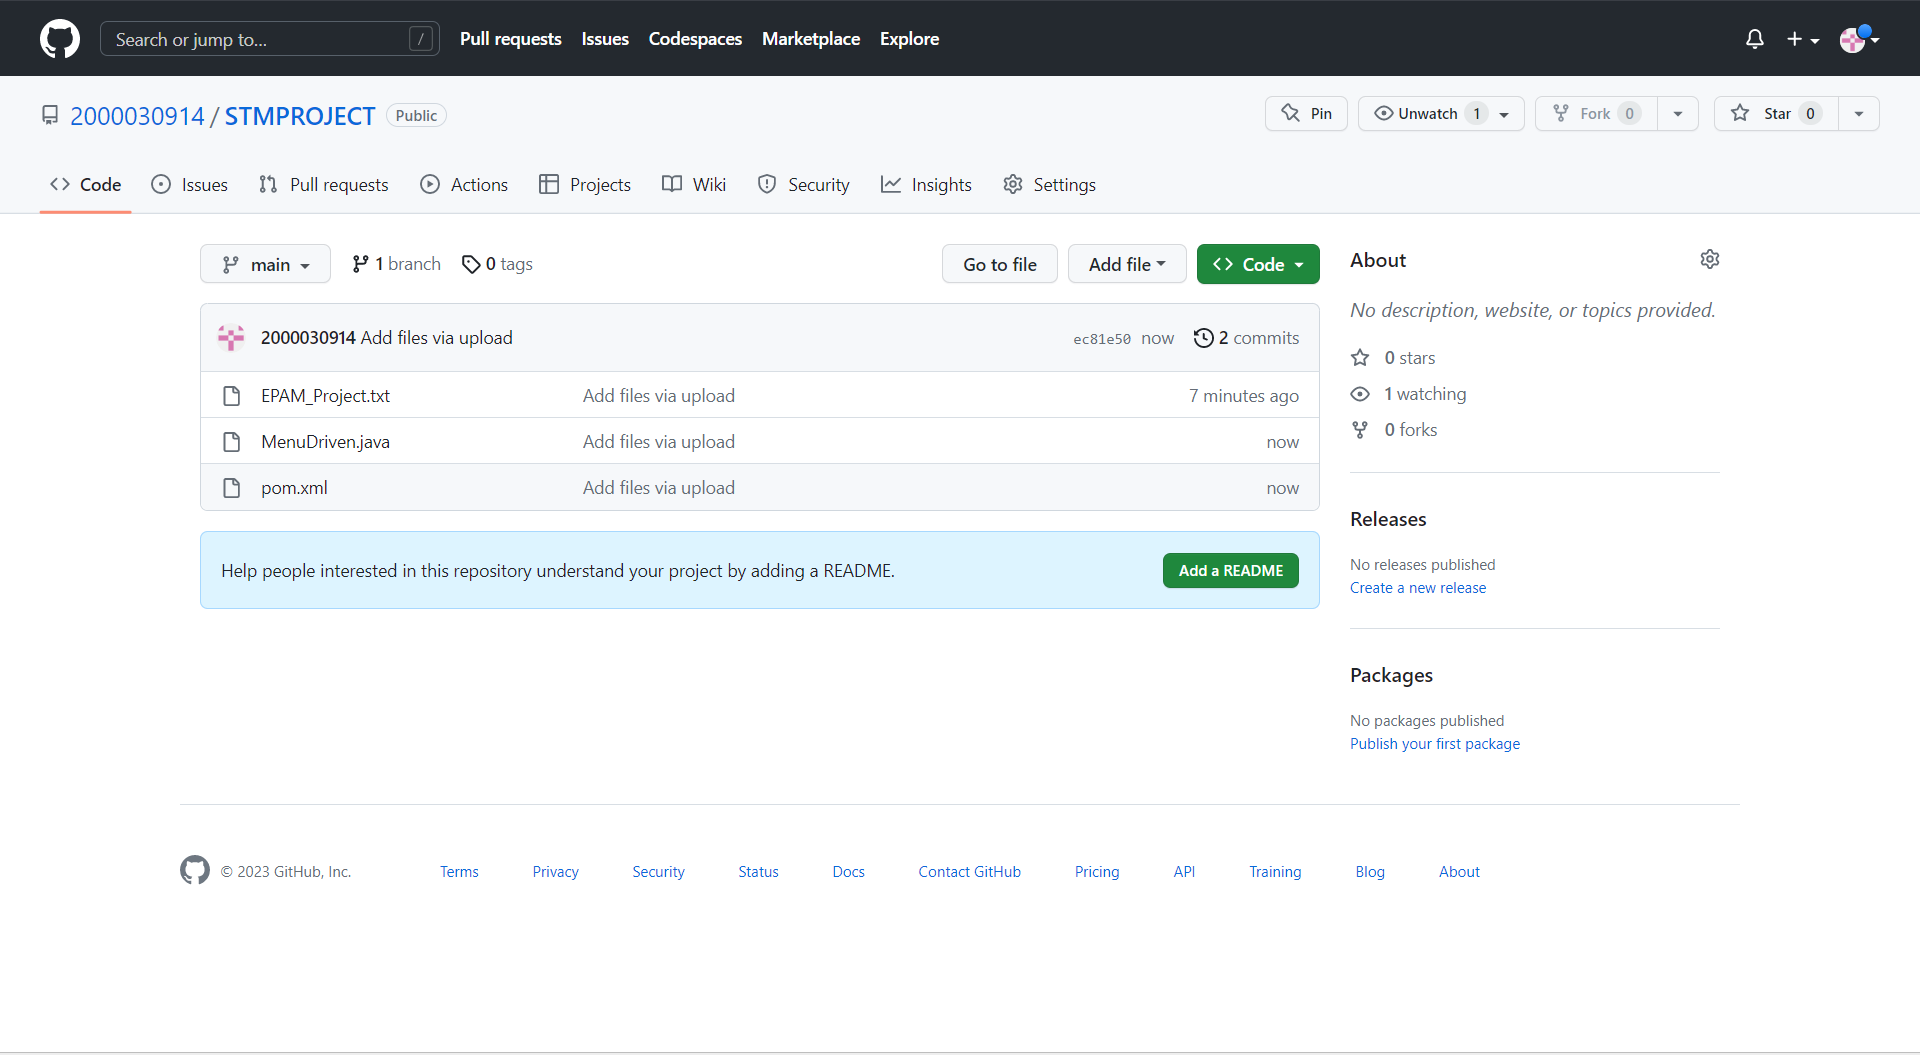 Search or jump to... / Pull requests Issues Codespaces Marketplace Explore
2000030914 / STMPROJECT Public Pin Unwatch 1 Fork 0 Star 0
Code Issues Pull requests Actions Projects Wiki Security Insights Settings
main 1 branch 0 tags Go to file Add file Code
2000030914 Add files via upload ec81e50 now 2 commits
EPAM_Project.txt Add files via upload 7 minutes ago
MenuDriven.java Add files via upload now
pom.xml Add files via upload now
Help people interested in this repository understand your project by adding a README. Add a README
About
No description, website, or topics provided.
0 stars
1 watching
0 forks
Releases
No releases published
Create a new release
Packages
No packages published
Publish your first package
© 2023 GitHub, Inc. Terms Privacy Security Status Docs Contact GitHub Pricing API Training Blog About